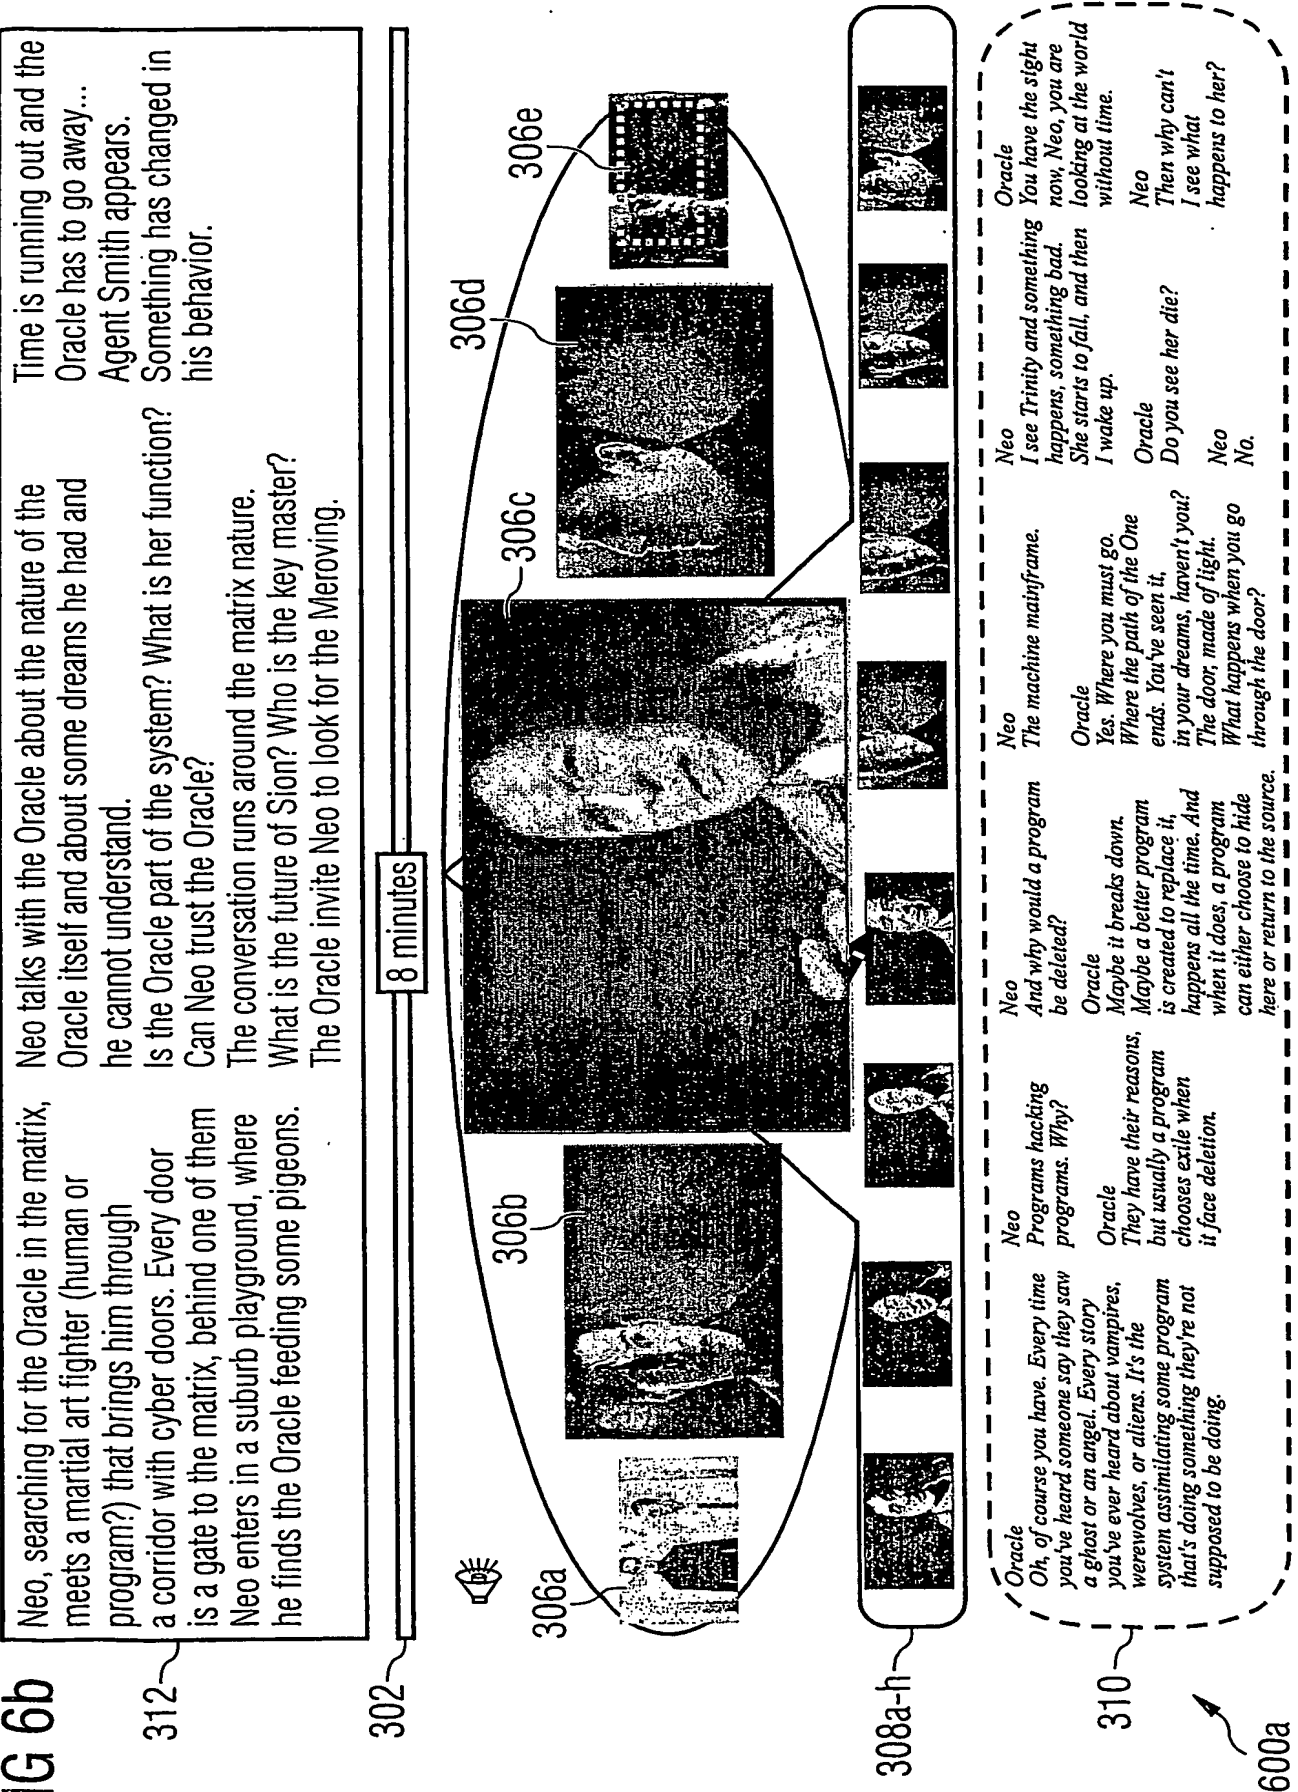 IG 6b
312
Neo, searching for the Oracle in the matrix,
meets a martial art fighter (human or
program?) that brings him through
a corridor with cyber doors. Every door
is a gate to the matrix, behind one of them
Neo enters in a suburb playground, where
he finds the Oracle feeding some pigeons.
Neo talks with the Oracle about the nature of the
Oracle itself and about some dreams he had and
he cannot understand.
Is the Oracle part of the system? What is her function?
Can Neo trust the Oracle?
The conversation runs around the matrix nature.
What is the future of Sion? Who is the key master?
The Oracle invite Neo to look for the Meroving.
Time is running out and the
Oracle has to go away...
Agent Smith appears.
Something has changed in
his behavior.
302
8 minutes
306a
306b
306c
306d
306e
308a-h
310
Oracle
Oh, of course you have. Every time
you've heard someone say they saw
a ghost or an angel. Every story
you've ever heard about vampires,
werewolves, or aliens. It's the
system assimilating some program
that's doing something they're not
supposed to be doing.
Neo
Programs hacking
programs. Why?
Oracle
They have their reasons,
but usually a program
chooses exile when
it face deletion.
Neo
And why would a program
be deleted?
Oracle
Maybe it breaks down.
Maybe a better program
is created to replace it,
happens all the time. And
when it does, a program
can either choose to hide
here or return to the source.
Neo
The machine mainframe.
Oracle
Yes. Where you must go.
Where the path of the One
ends. You've seen it,
in your dreams, haven't you?
The door, made of light.
What happens when you go
through the door?
Neo
I see Trinity and something
happens, something bad.
She starts to fall, and then
I wake up.
Oracle
Do you see her die?
Neo
No.
Oracle
You have the sight
now, Neo, you are
looking at the world
without time.
Neo
Then why can't
I see what
happens to her?
600a